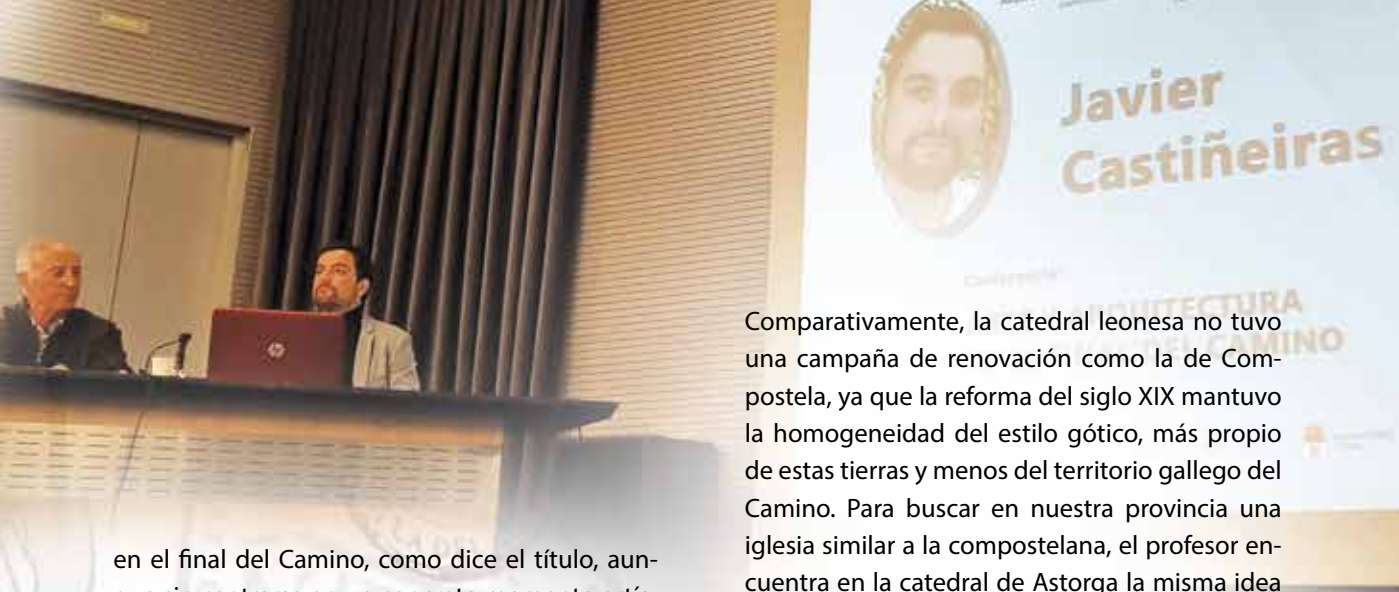 Javier
Castiñeiras
ARQUITECTURA
DEL CAMINO
en el final del Camino, como dice el título, aun-
Comparativamente, la catedral leonesa no tuvo
una campaña de renovación como la de Com-
postela, ya que la reforma del siglo XIX mantuvo
la homogeneidad del estilo gótico, más propio
de estas tierras y menos del territorio gallego del
Camino. Para buscar en nuestra provincia una
iglesia similar a la compostelana, el profesor en-
cuentra en la catedral de Astorga la misma idea